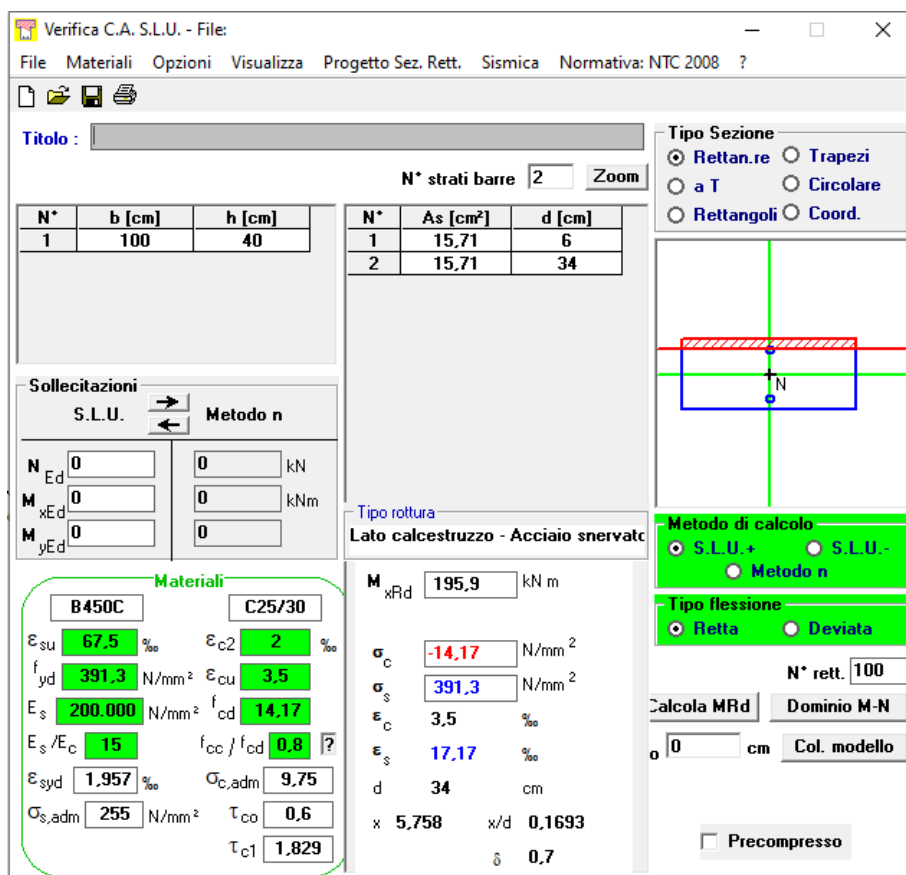 Verifica C.A. S.L.U. - File:
File Materiali Opzioni Visualizza Progetto Sez. Rett. Sismica Normativa: NTC 2008 ?
Titolo :
N° strati barre 2 Zoom
Tipo Sezione
Rettan.re Trapezi
a T Circolare
Rettangoli Coord.
N° b [cm] h [cm]
1 100 40
N° As [cm²] d [cm]
1 15,71 6
2 15,71 34
N
Sollecitazioni
S.L.U. Metodo n
N Ed 0 0 kN
M xEd 0 0 kNm
M yEd 0 0
Tipo rottura
Lato calcestruzzo - Acciaio snervato
Metodo di calcolo
S.L.U.+ S.L.U.-
Metodo n
Tipo flessione
Retta Deviata
N° rett. 100
Calcola MRd Dominio M-N
o 0 cm Col. modello
Precompresso
Materiali
B450C C25/30
εsu 67,5 ‰ εc2 2 ‰
fyd 391,3 N/mm² εcu 3,5
Es 200.000 N/mm² fcd 14,17
Es/Ec 15 fcc / fcd 0,8 ?
εsyd 1,957 ‰ σc,adm 9,75
σs,adm 255 N/mm² τco 0,6
τc1 1,829
M xRd 195,9 kN m
σc -14,17 N/mm²
σs 391,3 N/mm²
εc 3,5 ‰
εs 17,17 ‰
d 34 cm
x 5,758 x/d 0,1693
δ 0,7